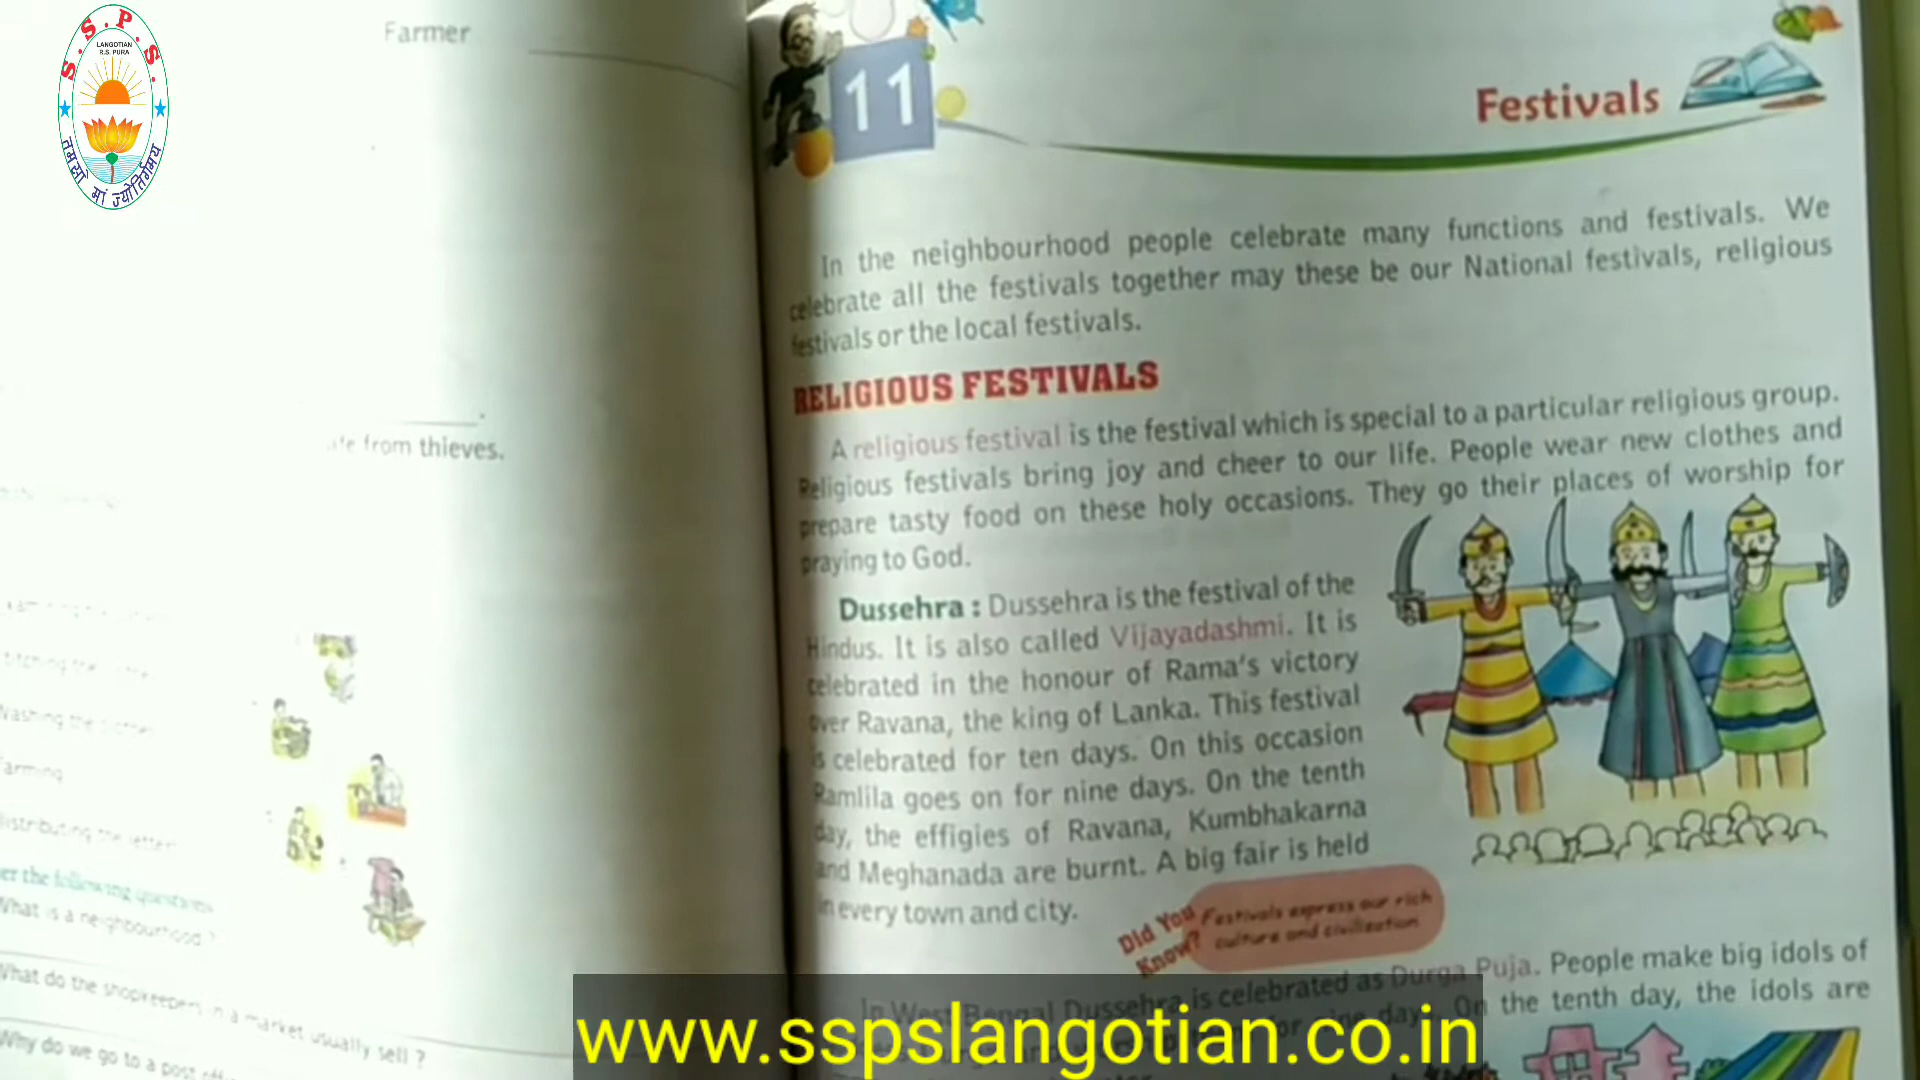 S.S.P.S.
LANGOTIAN
R.S. PURA
तमसो मां ज्योतिर्गमय
Farmer
from thieves.
er the following questions
What is a neighbourhood ?
What do the shopkeepers in a market usually sell ?
Why do we go to a post
11
Festivals
In the neighbourhood people celebrate many functions and festivals. We
celebrate all the festivals together may these be our National festivals, religious
festivals or the local festivals.
RELIGIOUS FESTIVALS
A religious festival is the festival which is special to a particular religious group.
Religious festivals bring joy and cheer to our life. People wear new clothes and
prepare tasty food on these holy occasions. They go their places of worship for
praying to God.
Dussehra : Dussehra is the festival of the
Hindus. It is also called Vijayadashmi. It is
celebrated in the honour of Rama's victory
over Ravana, the king of Lanka. This festival
is celebrated for ten days. On this occasion
Ramlila goes on for nine days. On the tenth
day, the effigies of Ravana, Kumbhakarna
and Meghanada are burnt. A big fair is held
in every town and city.
Did You Know?
Festivals express our rich
culture and civilization
In West Bengal Dussehra is celebrated as Durga Puja. People make big idols of
for nine days. On the tenth day, the idols are
www.sspslangotian.co.in